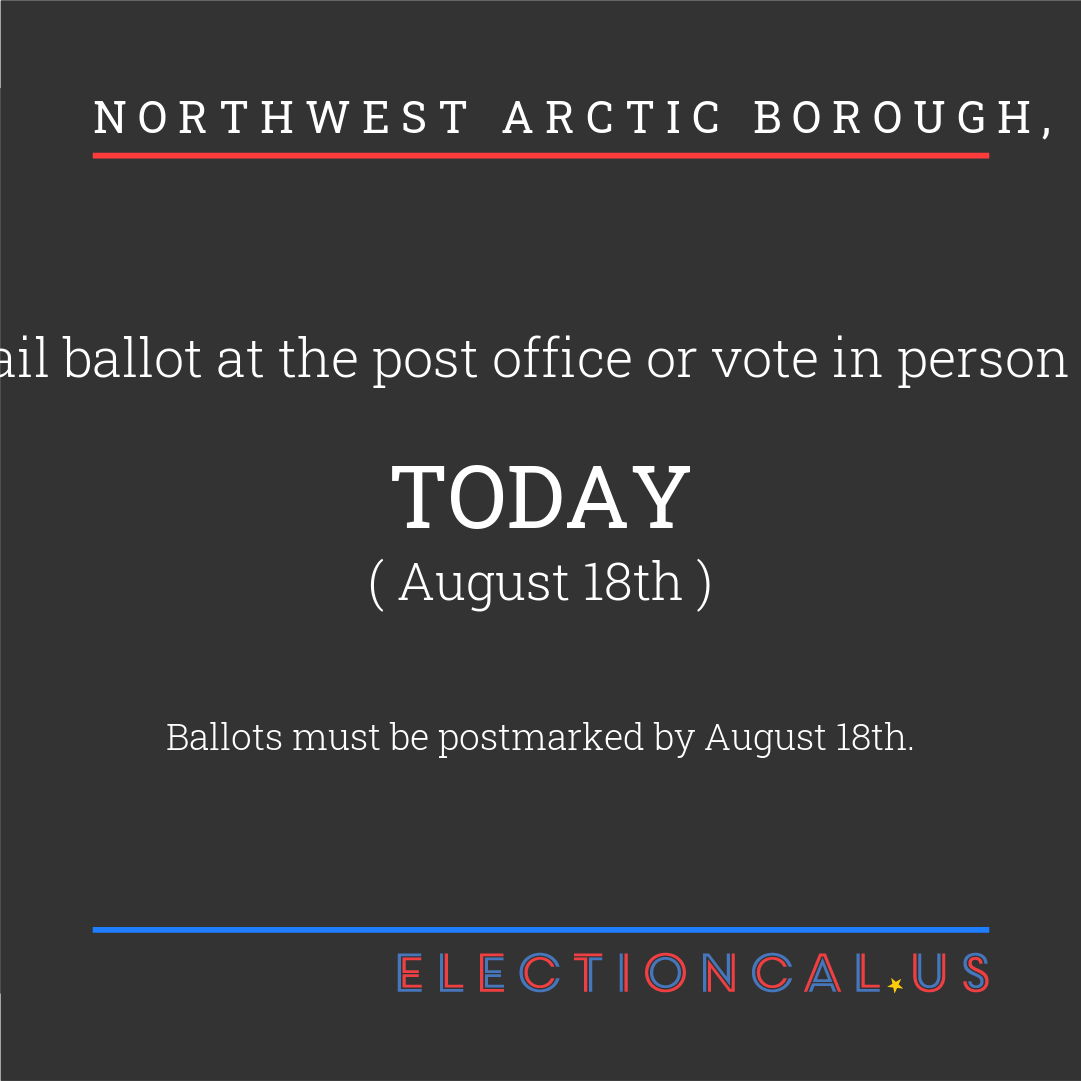 NORTHWEST ARCTIC BOROUGH,
ail ballot at the post office or vote in person
TODAY
( August 18th )
Ballots must be postmarked by August 18th.
ELECTIONCAL.US